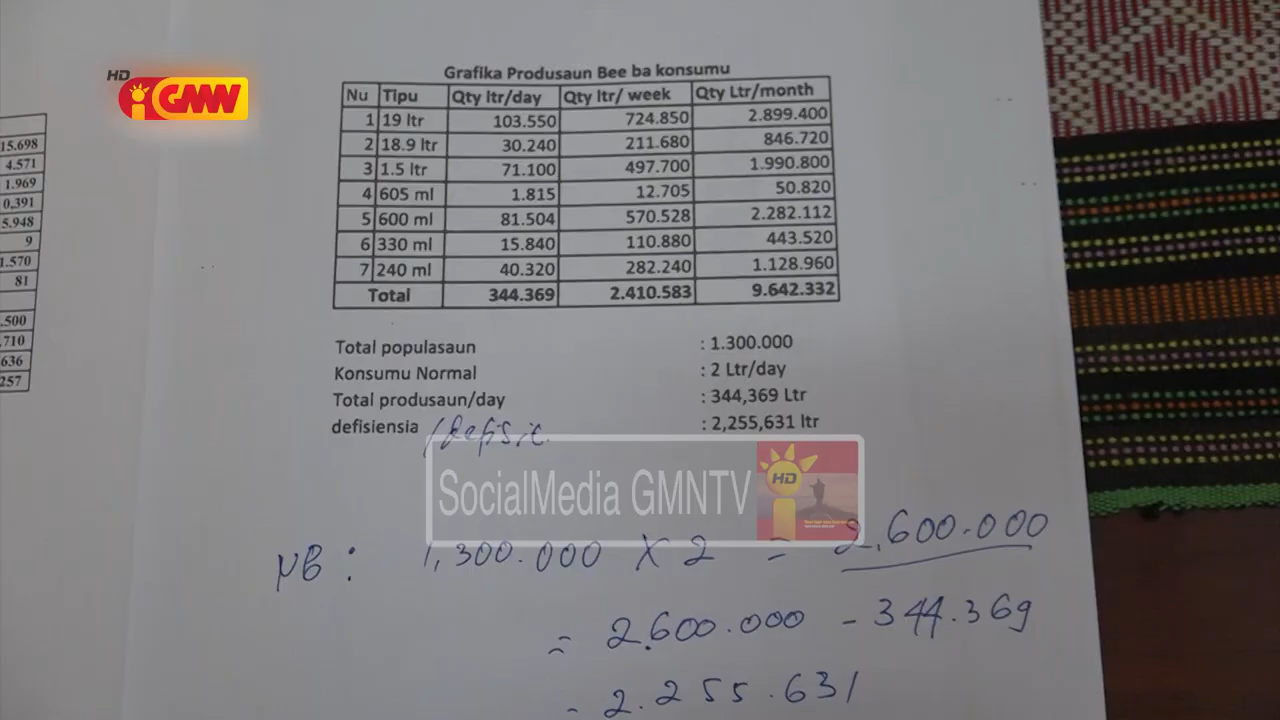 HD
GMN
15.698
4.571
1.969
0.391
5.948
9
1.570
81
.500
.710
636
257
Grafika Produsaun Bee ba konsumu
Nu Tipu Qty ltr/day Qty ltr/ week Qty Ltr/month
1 19 ltr 103.550 724.850 2.899.400
2 18.9 ltr 30.240 211.680 846.720
3 1.5 ltr 71.100 497.700 1.990.800
4 605 ml 1.815 12.705 50.820
5 600 ml 81.504 570.528 2.282.112
6 330 ml 15.840 110.880 443.520
7 240 ml 40.320 282.240 1.128.960
Total 344.369 2.410.583 9.642.332
Total populasaun : 1.300.000
Konsumu Normal : 2 Ltr/day
Total produsaun/day : 344,369 Ltr
defisiensia /defisit : 2,255,631 ltr
SocialMedia GMNTV HD
NB : 1,300.000 X 2 = 2.600.000
= 2.600.000 - 344.369
= 2.255.631